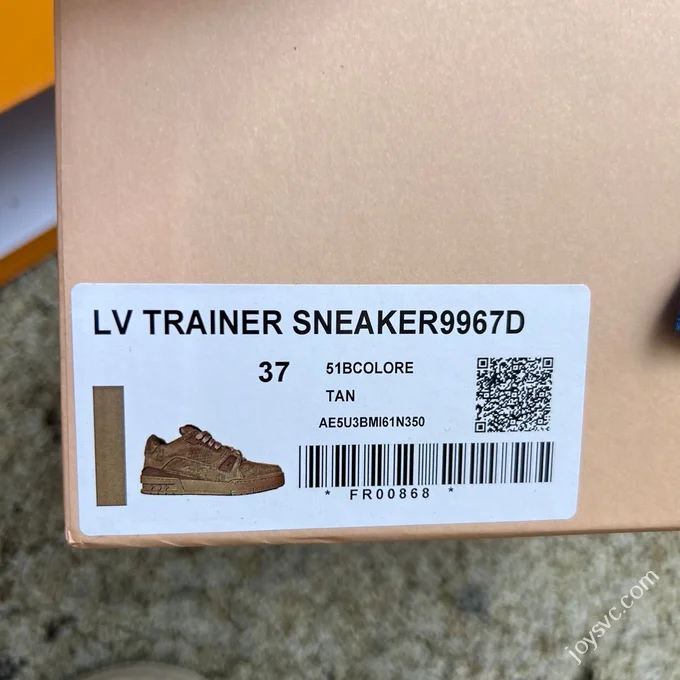 LV TRAINER SNEAKER9967D
37 51BCOLORE
TAN
AE5U3BMI61N350
* FR00868 *
joysvc.com